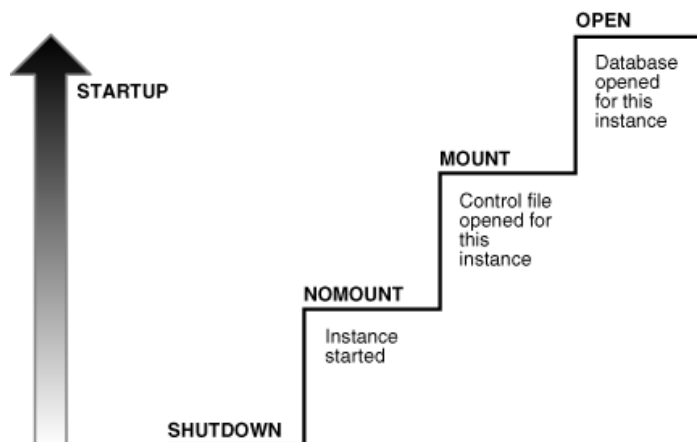 OPEN
Database
opened
for this
instance
STARTUP
MOUNT
Control file
opened for
this
instance
NOMOUNT
Instance
started
SHUTDOWN